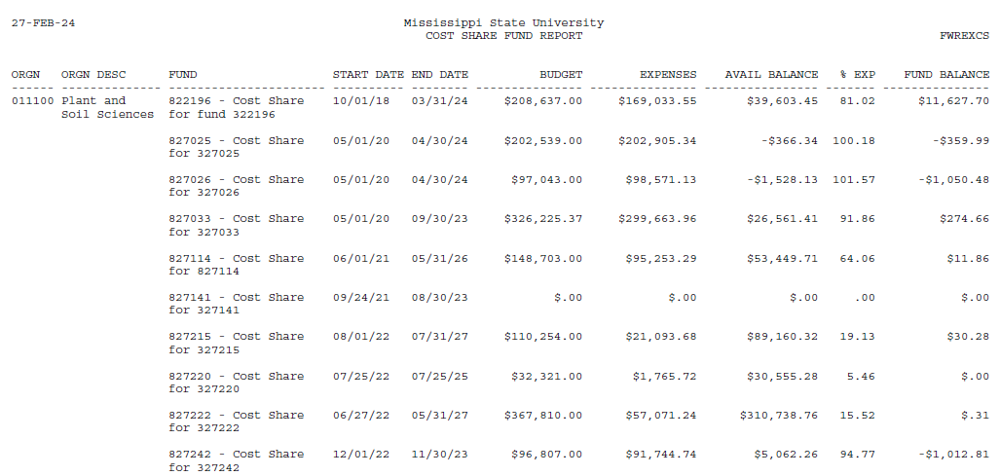 27-FEB-24 Mississippi State University
COST SHARE FUND REPORT FWREXCS
ORGN ORGN DESC FUND START DATE END DATE BUDGET EXPENSES AVAIL BALANCE % EXP FUND BALANCE
011100 Plant and 822196 - Cost Share 10/01/18 03/31/24 $208,637.00 $169,033.55 $39,603.45 81.02 $11,627.70
Soil Sciences for fund 322196
827025 - Cost Share 05/01/20 04/30/24 $202,539.00 $202,905.34 -$366.34 100.18 -$359.99
for 327025
827026 - Cost Share 05/01/20 04/30/24 $97,043.00 $98,571.13 -$1,528.13 101.57 -$1,050.48
for 327026
827033 - Cost Share 05/01/20 09/30/23 $326,225.37 $299,663.96 $26,561.41 91.86 $274.66
for 327033
827114 - Cost Share 06/01/21 05/31/26 $148,703.00 $95,253.29 $53,449.71 64.06 $11.86
for 827114
827141 - Cost Share 09/24/21 08/30/23 $.00 $.00 $.00 .00 $.00
for 327141
827215 - Cost Share 08/01/22 07/31/27 $110,254.00 $21,093.68 $89,160.32 19.13 $30.28
for 327215
827220 - Cost Share 07/25/22 07/25/25 $32,321.00 $1,765.72 $30,555.28 5.46 $.00
for 327220
827222 - Cost Share 06/27/22 05/31/27 $367,810.00 $57,071.24 $310,738.76 15.52 $.31
for 327222
827242 - Cost Share 12/01/22 11/30/23 $96,807.00 $91,744.74 $5,062.26 94.77 -$1,012.81
for 327242